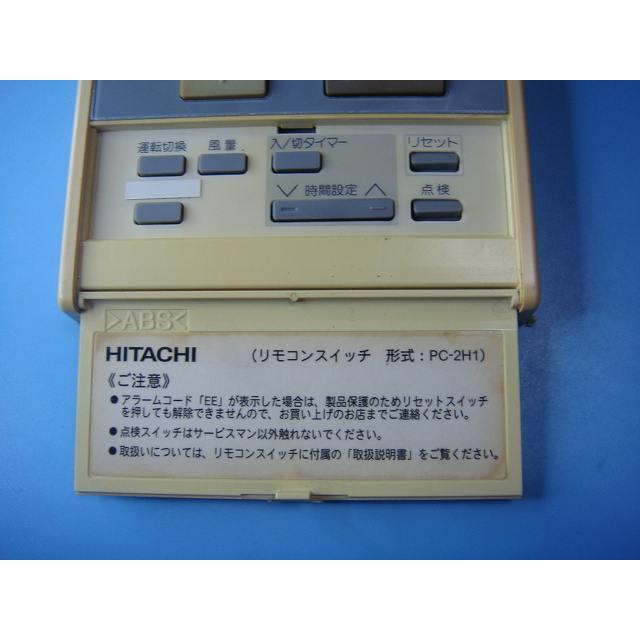 運転切換 風量 入/切タイマー リセット
∨ 時間設定 ∧ 点検
>ABS<
HITACHI (リモコンスイッチ 形式：PC-2H1)
《ご注意》
●アラームコード「EE」が表示した場合は、製品保護のためリセットスイッチ
を押しても解除できませんので、お買い上げのお店までご連絡ください。
●点検スイッチはサービスマン以外触れないでください。
●取扱いについては、リモコンスイッチに付属の「取扱説明書」をご覧ください。